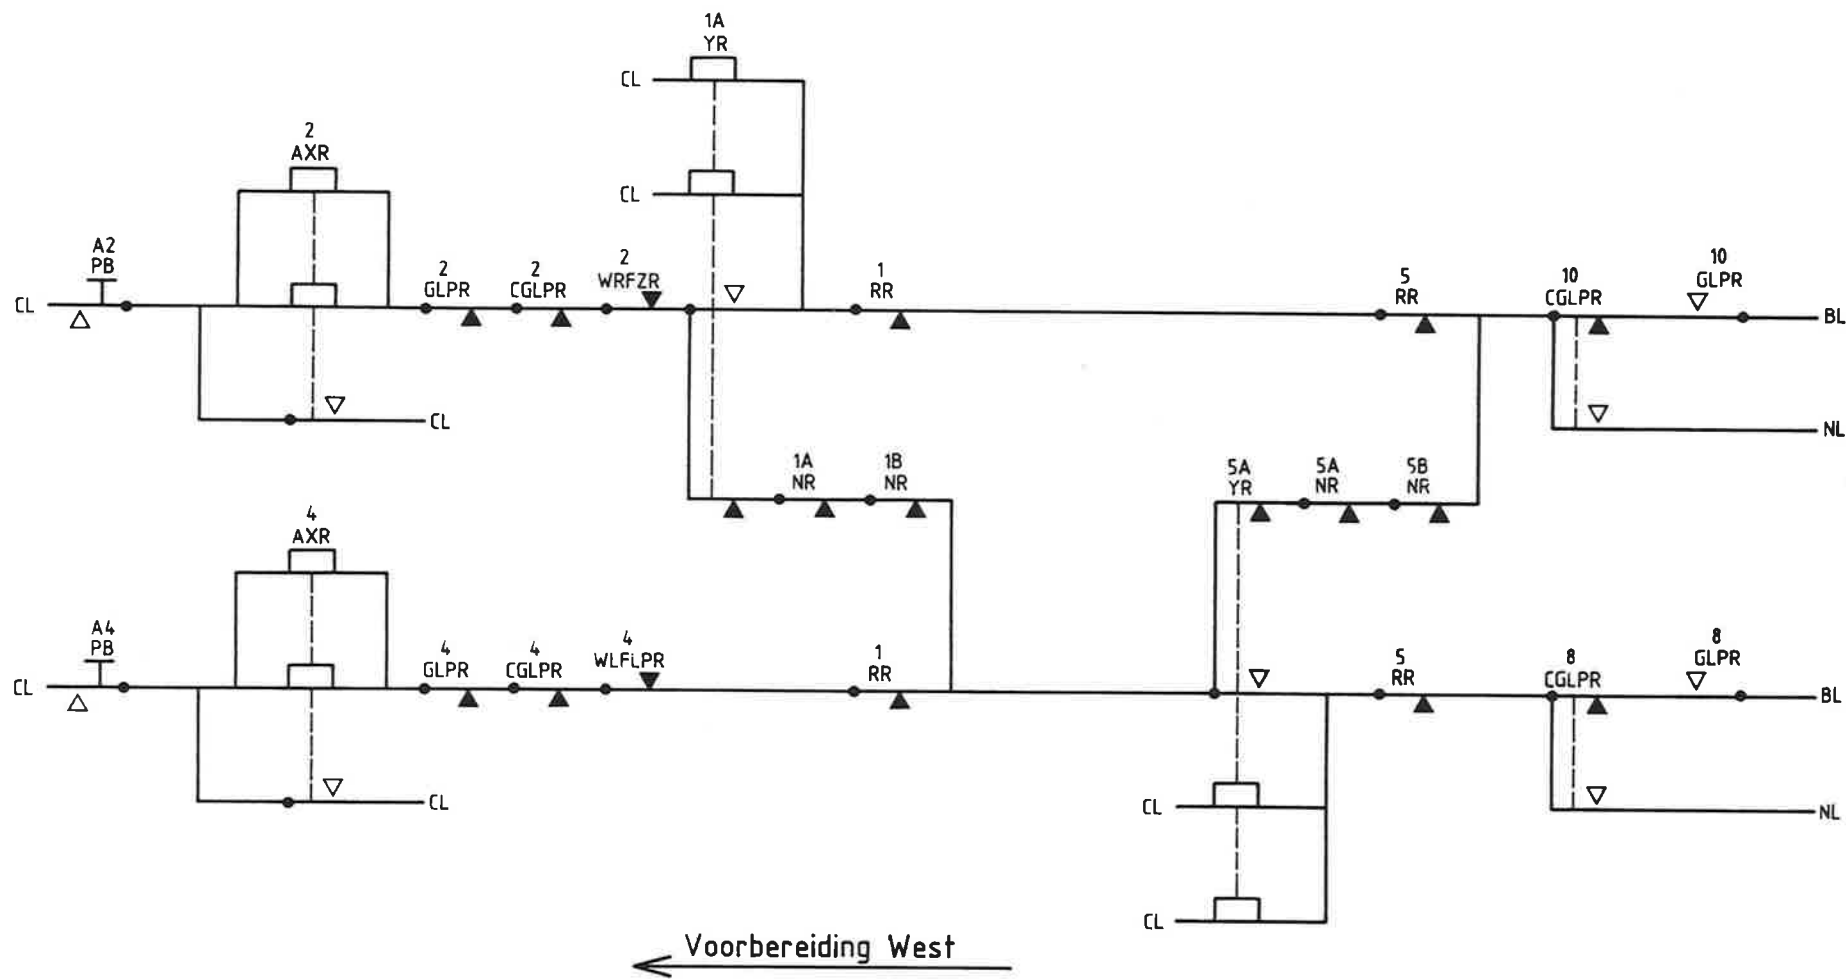 1A
YR
CL
CL
2
AXR
A2
PB
CL
2
GLPR
2
CGLPR
2
WRFZR
1
RR
5
RR
10
CGLPR
10
GLPR
BL
CL
NL
1A
NR
1B
NR
5A
YR
5A
NR
5B
NR
4
AXR
A4
PB
CL
4
GLPR
4
CGLPR
4
WLFLPR
1
RR
5
RR
8
CGLPR
8
GLPR
BL
CL
CL
NL
CL
Voorbereiding West